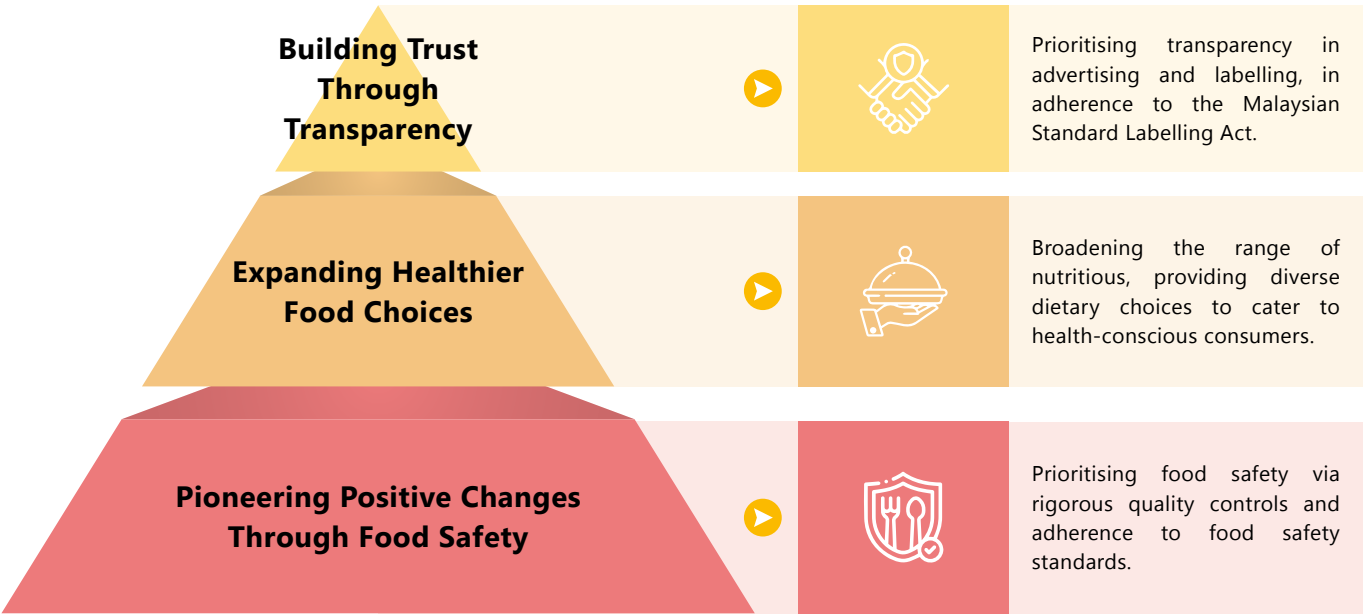 Building Trust
Through
Transparency
Prioritising transparency in
advertising and labelling, in
adherence to the Malaysian
Standard Labelling Act.
Expanding Healthier
Food Choices
Broadening the range of
nutritious, providing diverse
dietary choices to cater to
health-conscious consumers.
Pioneering Positive Changes
Through Food Safety
Prioritising food safety via
rigorous quality controls and
adherence to food safety
standards.